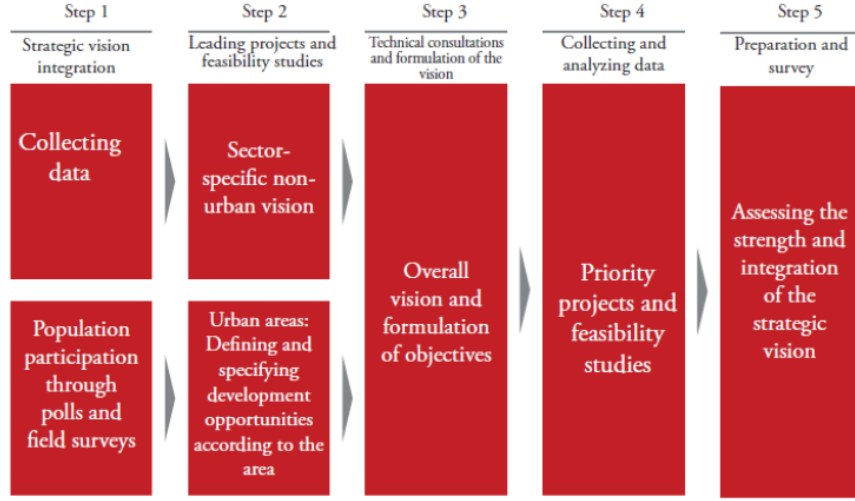 Step 1
Strategic vision
integration
Step 2
Leading projects and
feasibility studies
Step 3
Technical consultations
and formulation of the
vision
Step 4
Collecting and
analyzing data
Step 5
Preparation and
survey
Collecting
data
Sector-
specific non-
urban vision
Population
participation
through
polls and
field surveys
Urban areas:
Defining and
specifying
development
opportunities
according to the
area
Overall
vision and
formulation
of objectives
Priority
projects and
feasibility
studies
Assessing the
strength and
integration
of the
strategic
vision